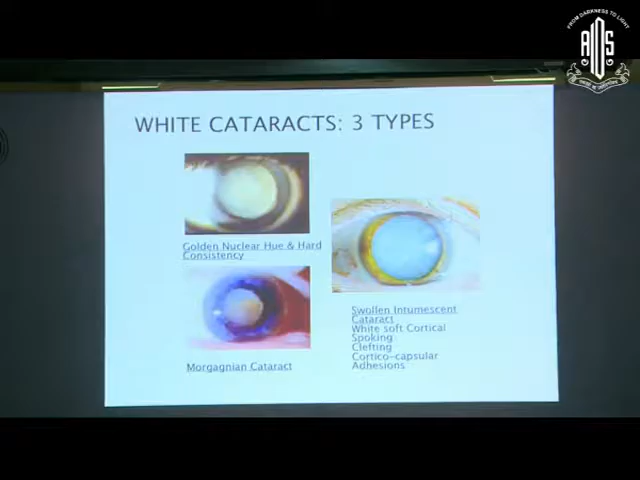 FROM DARKNESS TO LIGHT
AIOS
WHITE CATARACTS: 3 TYPES
Golden Nuclear Hue & Hard
Consistency
Morgagnian Cataract
Swollen Intumescent
Cataract
White soft Cortical
Spoking
Clefting
Cortico-capsular
Adhesions